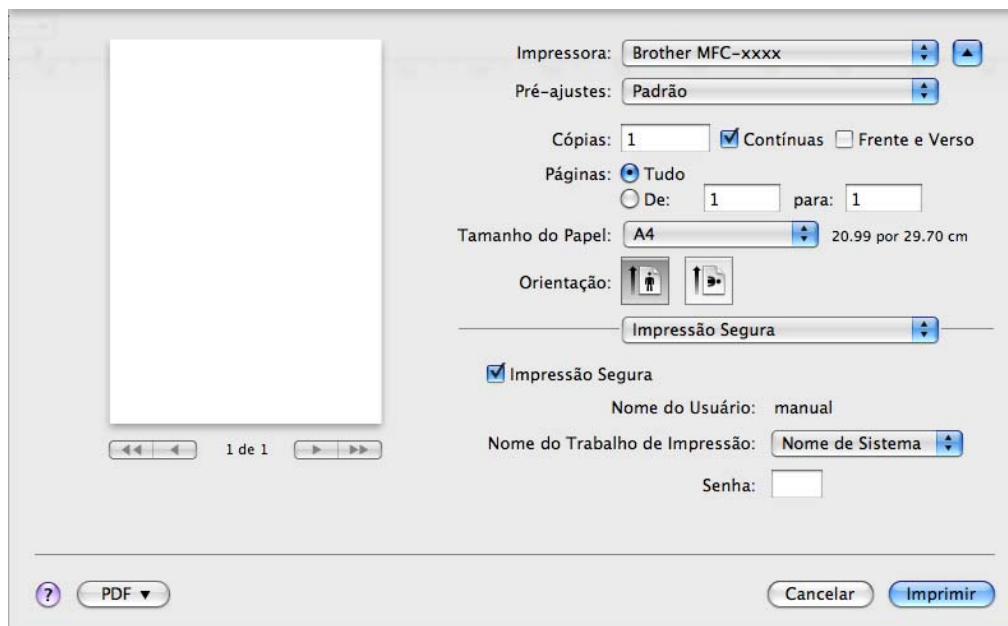 Impressora: Brother MFC-xxxx
Pré-ajustes: Padrão
Cópias: 1 Contínuas Frente e Verso
Páginas: Tudo
De: 1 para: 1
Tamanho do Papel: A4 20.99 por 29.70 cm
Orientação:
Impressão Segura
Impressão Segura
Nome do Usuário: manual
1 de 1 Nome do Trabalho de Impressão: Nome de Sistema
Senha:
? PDF ▼ Cancelar Imprimir